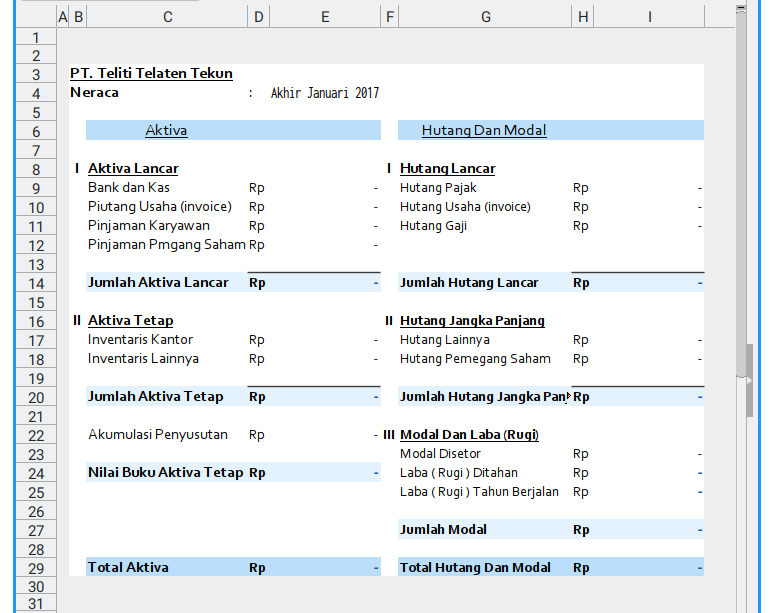 A B C D E F G H I
1
2
3 PT. Teliti Telaten Tekun
4 Neraca : Akhir Januari 2017
5
6 Aktiva Hutang Dan Modal
7
8 I Aktiva Lancar I Hutang Lancar
9 Bank dan Kas Rp - Hutang Pajak Rp -
10 Piutang Usaha (invoice) Rp - Hutang Usaha (invoice) Rp -
11 Pinjaman Karyawan Rp - Hutang Gaji Rp -
12 Pinjaman Pmgang Saham Rp -
13
14 Jumlah Aktiva Lancar Rp - Jumlah Hutang Lancar Rp -
15
16 II Aktiva Tetap II Hutang Jangka Panjang
17 Inventaris Kantor Rp - Hutang Lainnya Rp -
18 Inventaris Lainnya Rp - Hutang Pemegang Saham Rp -
19
20 Jumlah Aktiva Tetap Rp - Jumlah Hutang Jangka Panj Rp -
21
22 Akumulasi Penyusutan Rp - III Modal Dan Laba (Rugi)
23 Modal Disetor Rp -
24 Nilai Buku Aktiva Tetap Rp - Laba ( Rugi ) Ditahan Rp -
25 Laba ( Rugi ) Tahun Berjalan Rp -
26
27 Jumlah Modal Rp -
28
29 Total Aktiva Rp - Total Hutang Dan Modal Rp -
30
31